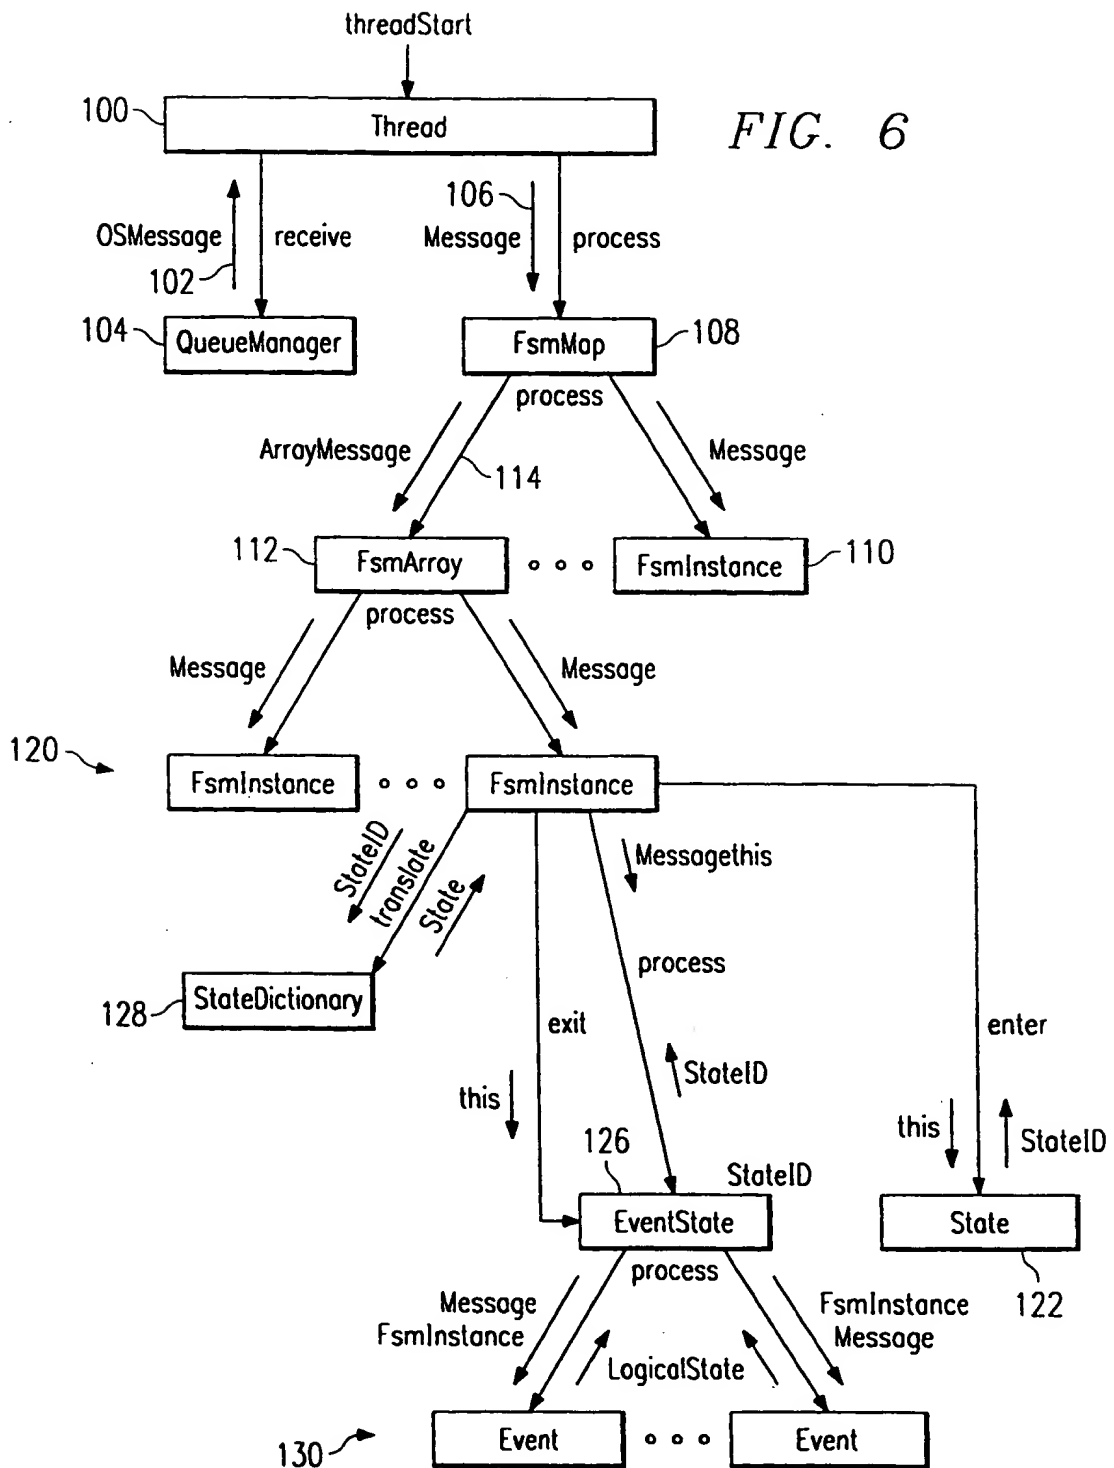 threadStart
100
Thread
FIG. 6
OSMessage
102
receive
106
Message
process
104
QueueManager
FsmMap
108
process
ArrayMessage
114
Message
112
FsmArray
FsmInstance
110
process
Message
Message
120
FsmInstance
FsmInstance
StateID
translate
State
Messagethis
process
128
StateDictionary
exit
enter
this
StateID
this
StateID
126
StateID
EventState
State
process
122
Message
FsmInstance
FsmInstance
Message
LogicalState
130
Event
Event